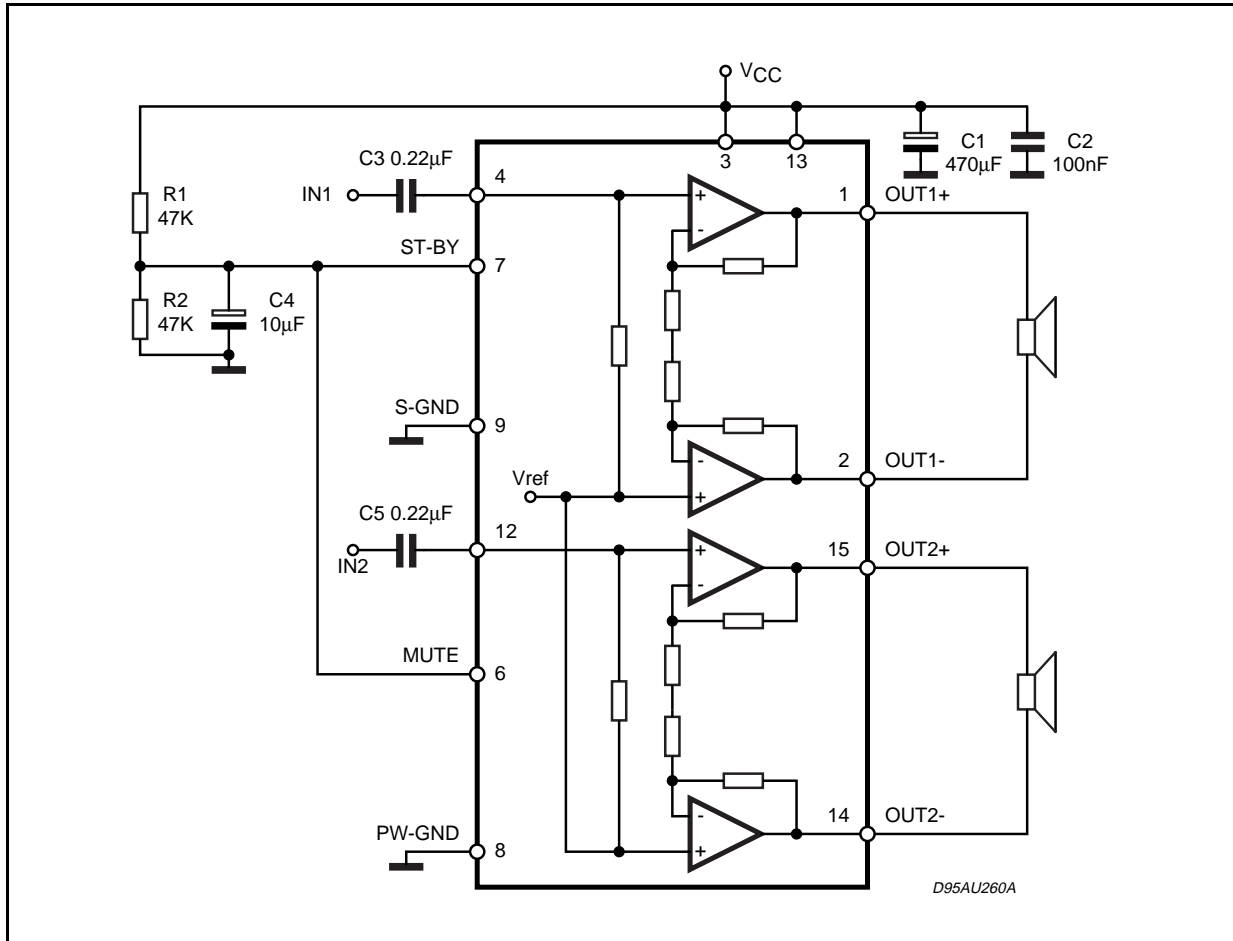 VCC
3
13
C1
470µF
C2
100nF
C3 0.22µF
IN1
4
+
-
1
OUT1+
R1
47K
ST-BY
7
R2
47K
C4
10µF
S-GND
9
-
+
2
OUT1-
Vref
C5 0.22µF
IN2
12
+
-
15
OUT2+
MUTE
6
-
+
14
OUT2-
PW-GND
8
D95AU260A